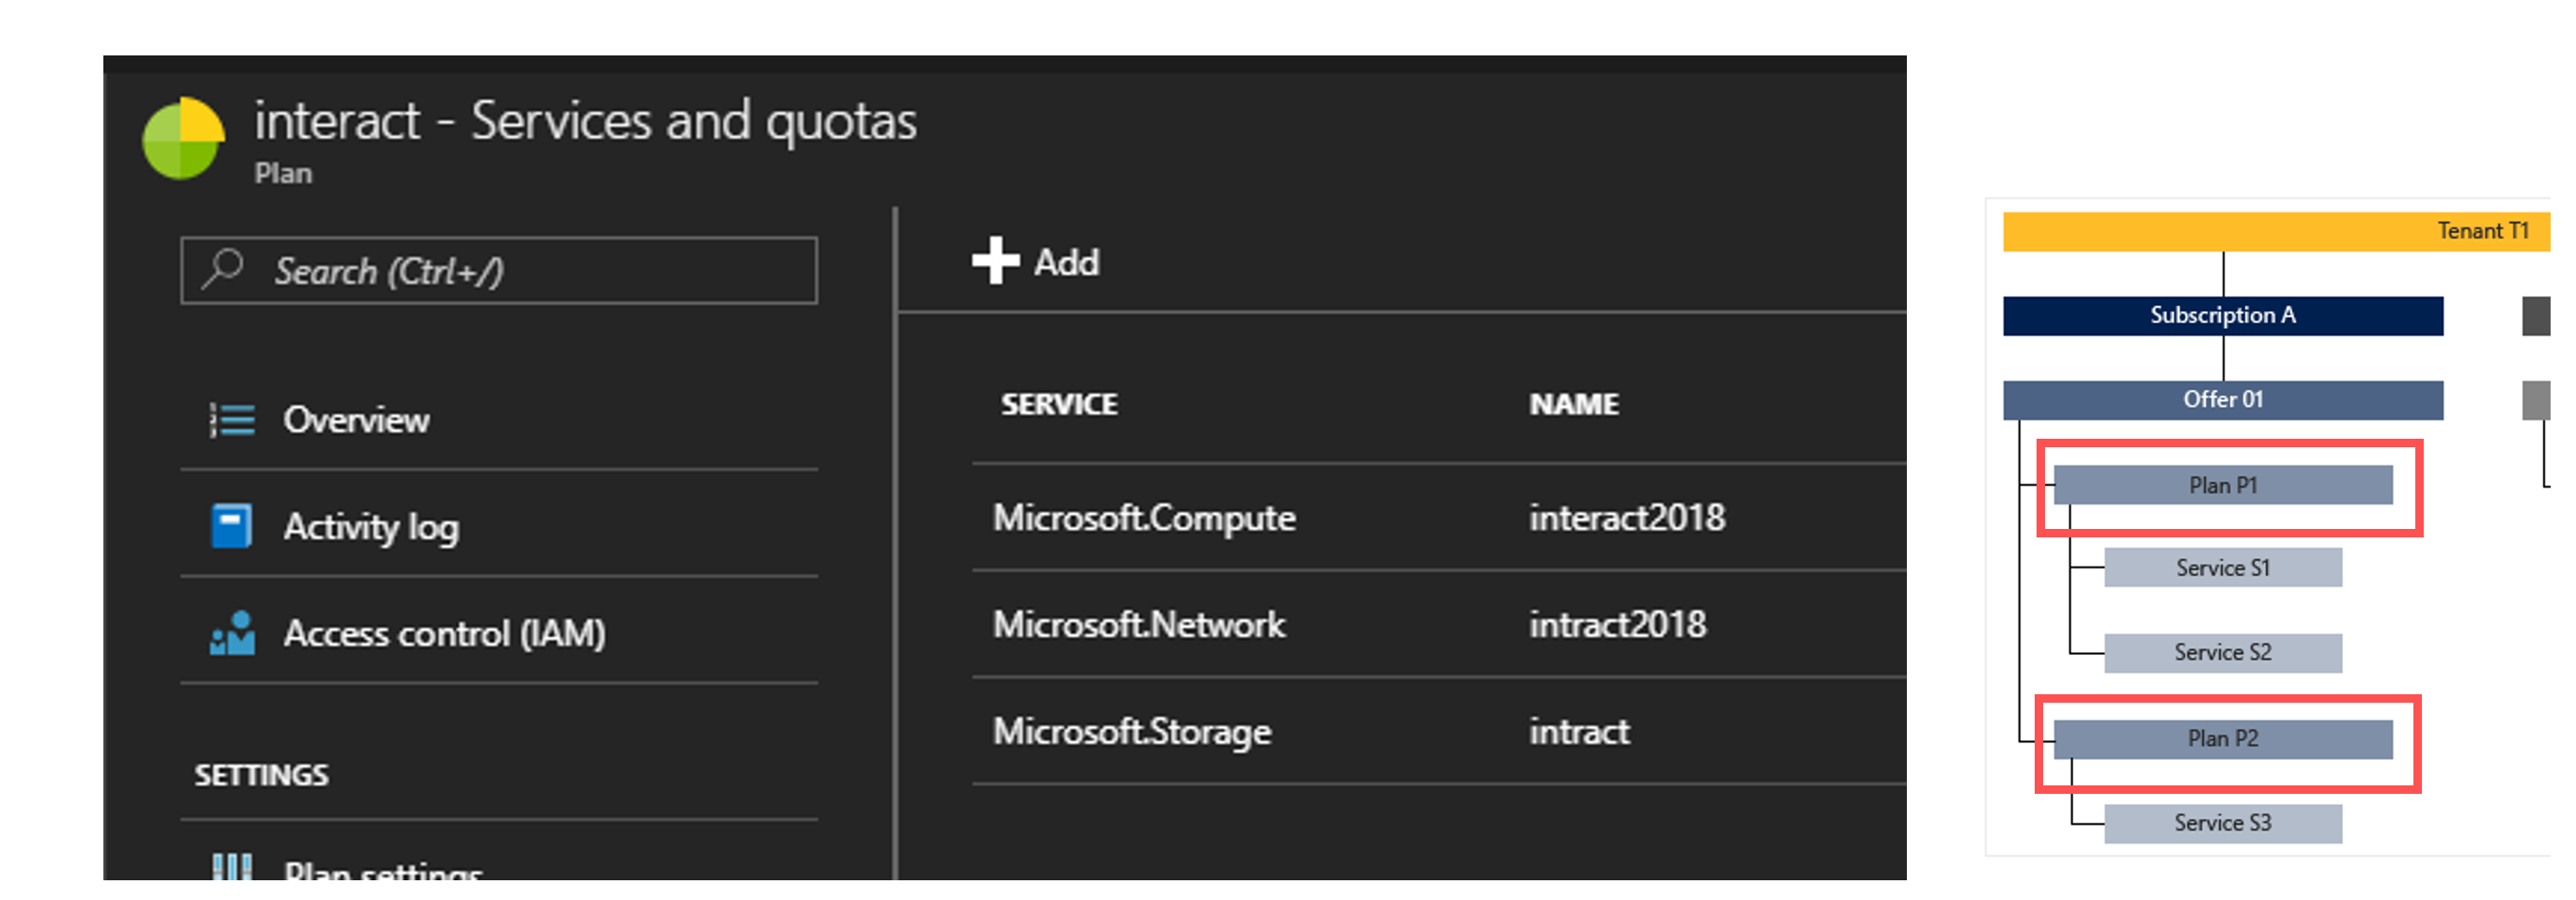 interact - Services and quotas
Plan
Search (Ctrl+/)
Add
Overview
Activity log
Access control (IAM)
SETTINGS
Plan settings
SERVICE NAME
Microsoft.Compute interact2018
Microsoft.Network intract2018
Microsoft.Storage intract
Tenant T1
Subscription A
Offer 01
Plan P1
Service S1
Service S2
Plan P2
Service S3